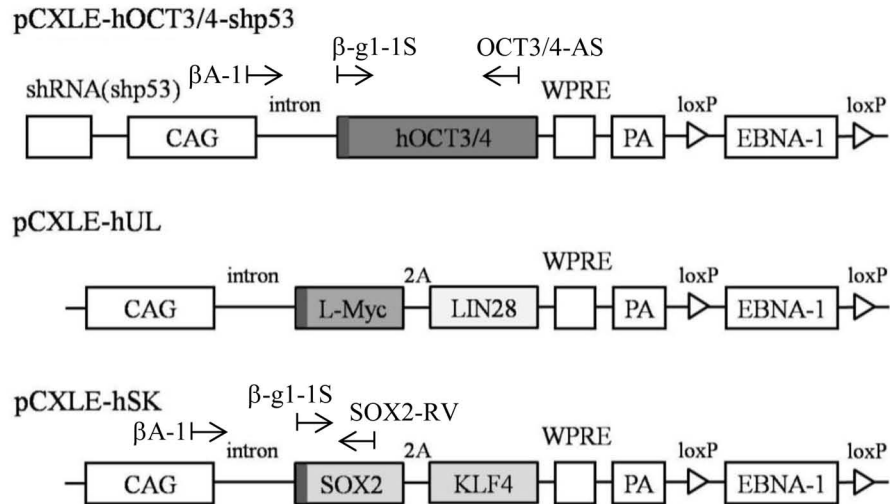 pCXLE-hOCT3/4-shp53
β-g1-1S OCT3/4-AS
βA-1
shRNA(shp53) intron WPRE loxP loxP
CAG hOCT3/4 PA EBNA-1
pCXLE-hUL
intron 2A WPRE loxP loxP
CAG L-Myc LIN28 PA EBNA-1
pCXLE-hSK
β-g1-1S SOX2-RV
βA-1
intron 2A WPRE loxP loxP
CAG SOX2 KLF4 PA EBNA-1